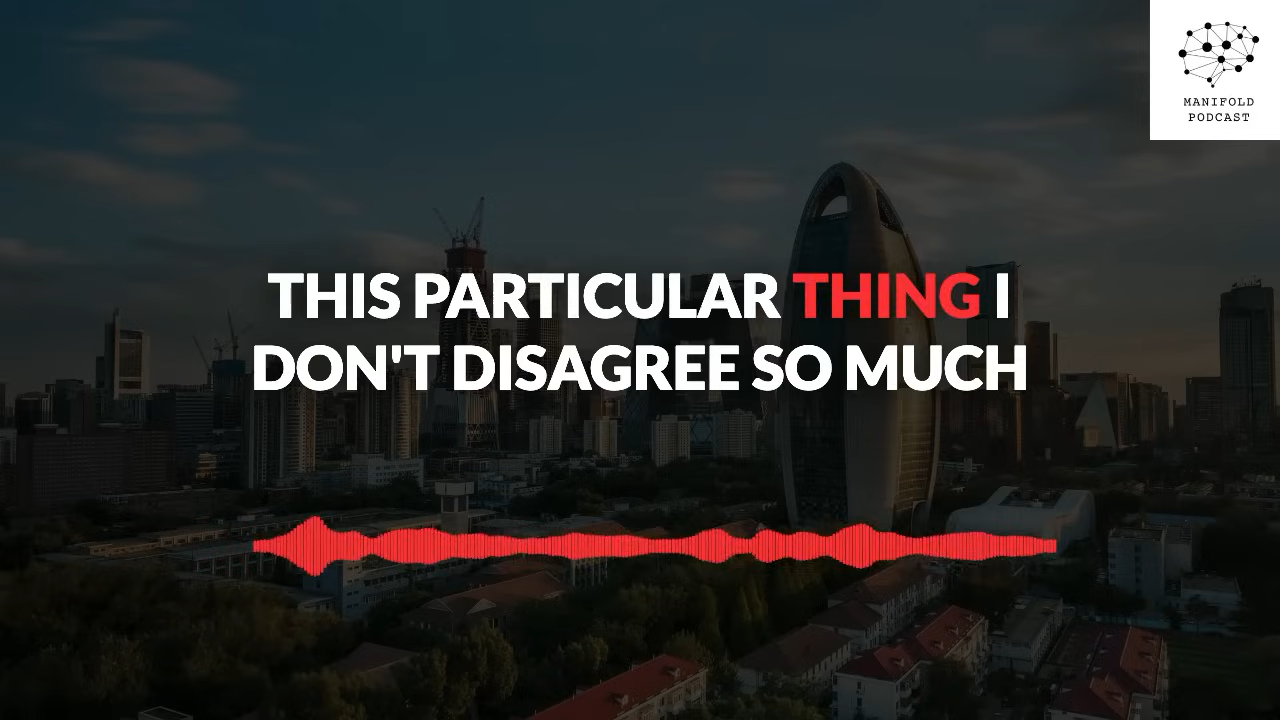 MANIFOLD
PODCAST
THIS PARTICULAR THING I
DON'T DISAGREE SO MUCH